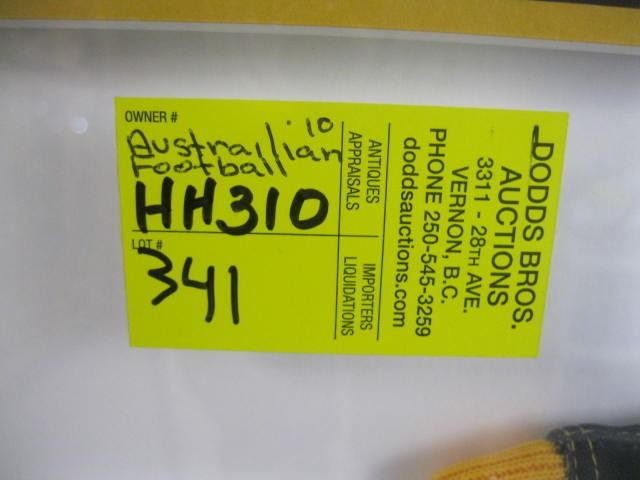 OWNER #
.10
Australlian
Football
HH310
LOT #
341
ANTIQUES
APPRAISALS
IMPORTERS
LIQUIDATIONS
DODDS BROS.
AUCTIONS
3311 - 28TH AVE.
VERNON, B.C.
PHONE 250-545-3259
doddsauctions.com